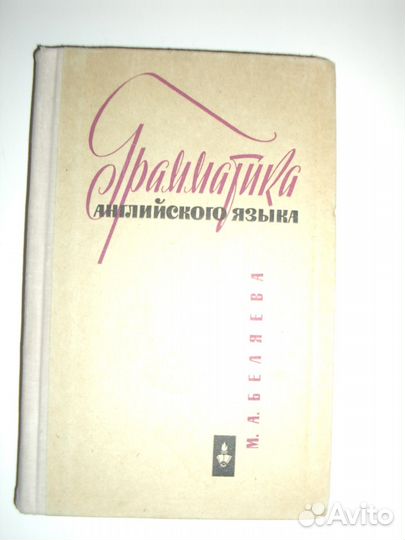 Грамматика
английского языка
М. А. БЕЛЯЕВА
Avito